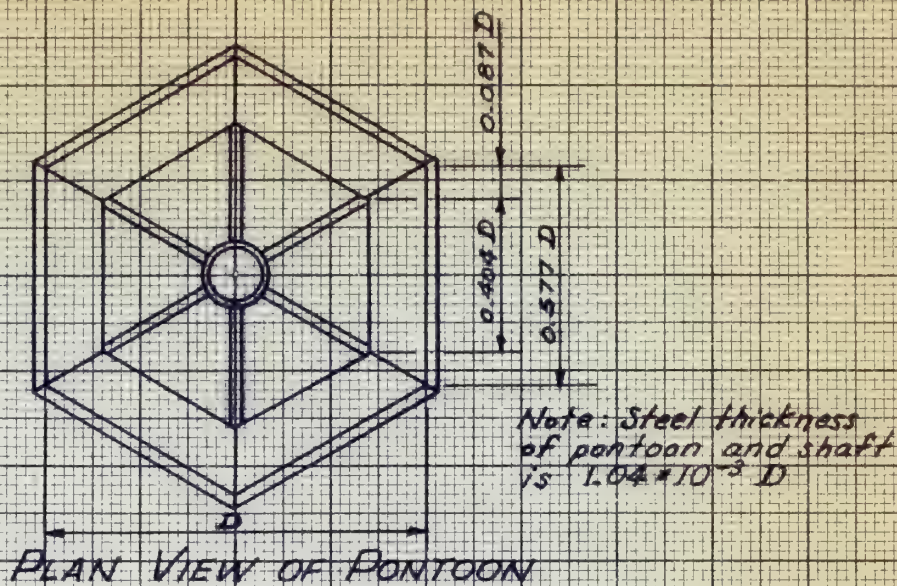 0.087 D
0.404 D
0.577 D
Note: Steel thickness
of pontoon and shaft
is 1.04*10⁻³ D
D
PLAN VIEW OF PONTOON